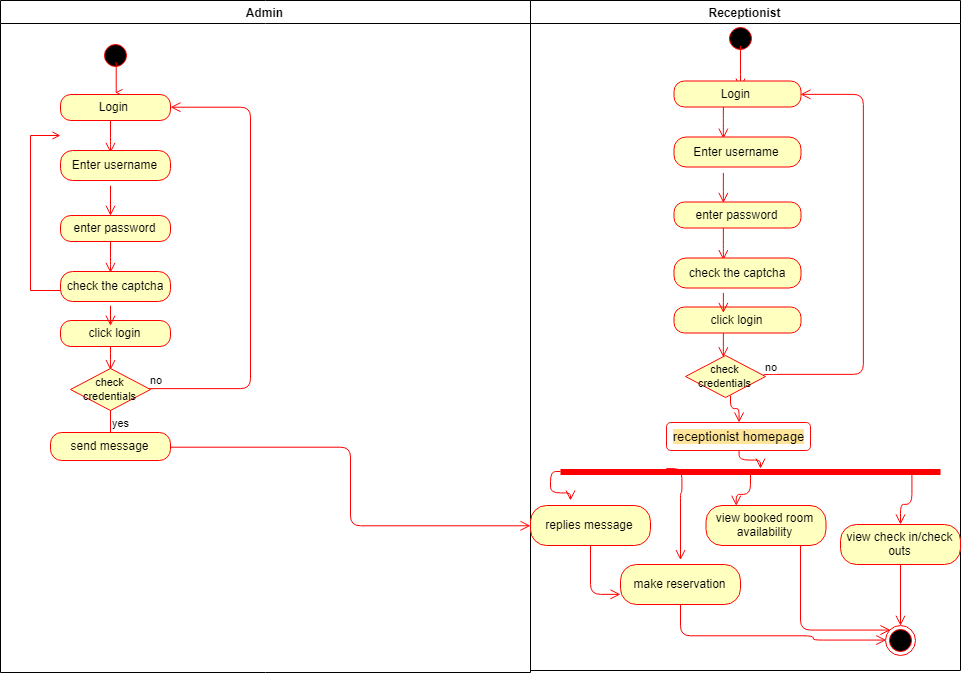 Admin
Receptionist
Login
Enter username
enter password
check the captcha
click login
check
credentials
no
yes
send message
Login
Enter username
enter password
check the captcha
click login
check
credentials
no
receptionist homepage
replies message
make reservation
view booked room
availability
view check in/check
outs